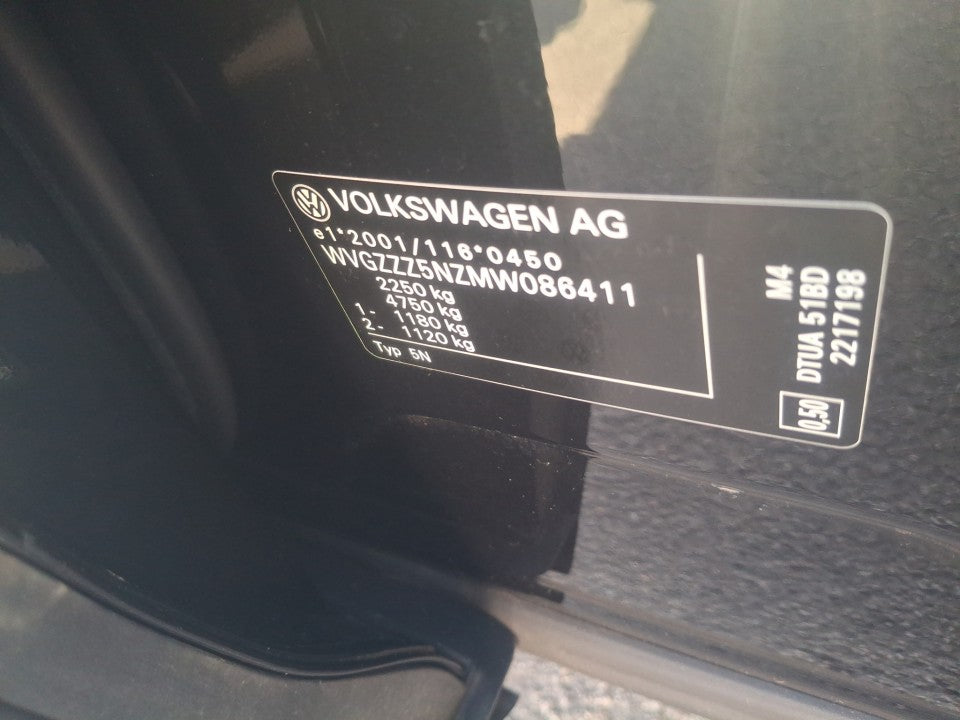 VOLKSWAGEN AG
e1*2001/116*0450
WVGZZZ5NZMW086411
2250 kg
4750 kg
1- 1180 kg
2- 1120 kg
Typ 5N
M4
DTUA 51BD
2217198
0,50